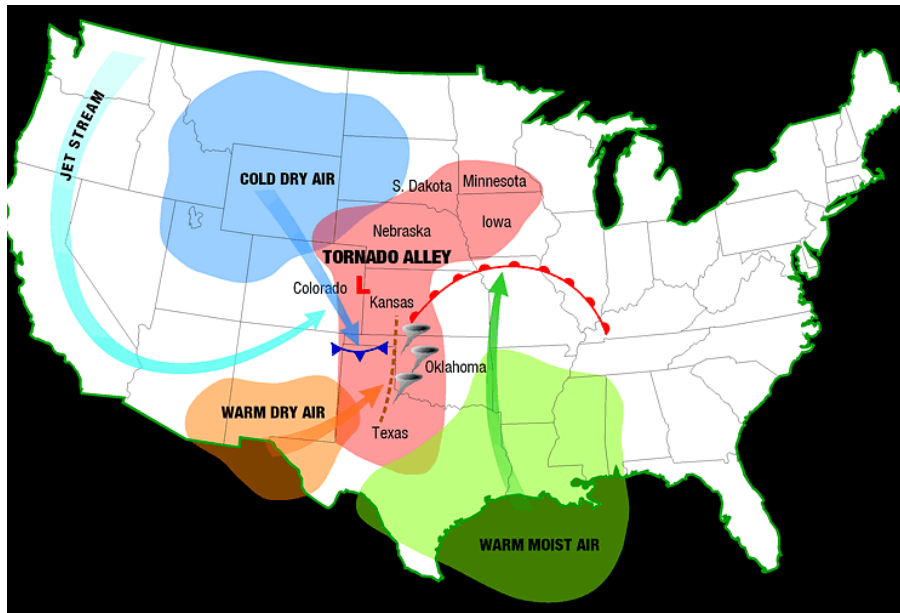 JET STREAM
COLD DRY AIR
S. Dakota
Minnesota
Iowa
Nebraska
TORNADO ALLEY
Colorado
L
Kansas
Oklahoma
WARM DRY AIR
Texas
WARM MOIST AIR